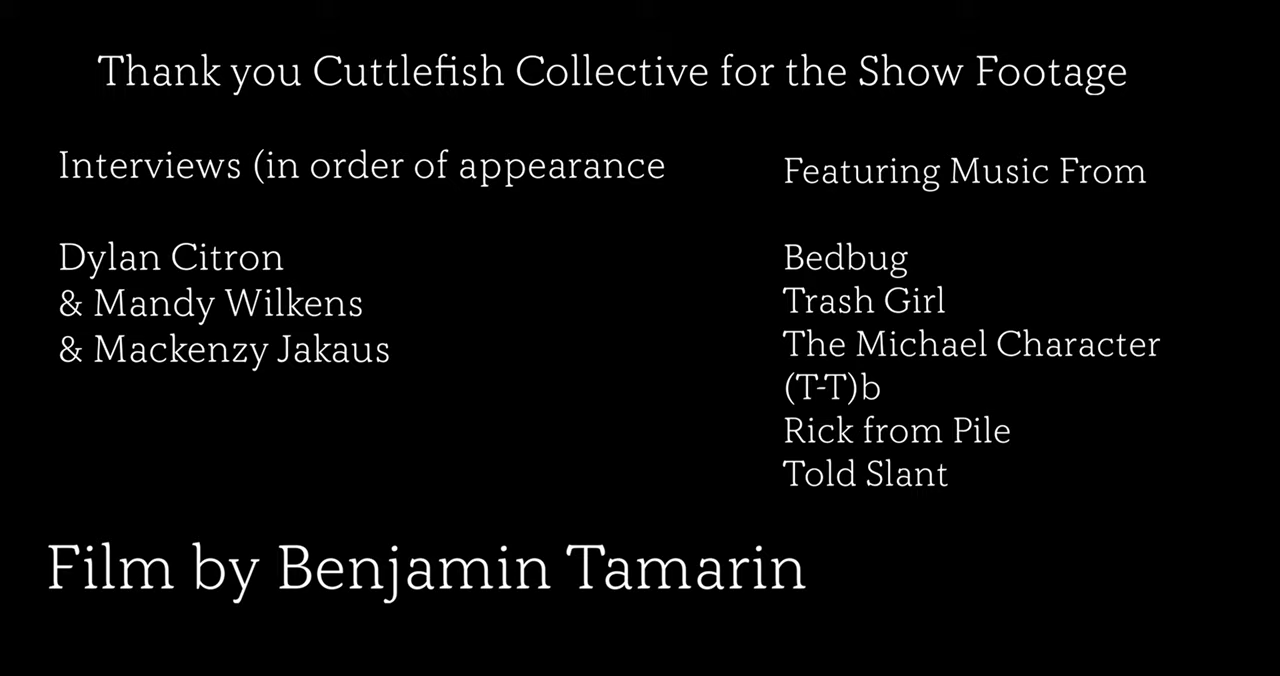 Thank you Cuttlefish Collective for the Show Footage
Interviews (in order of appearance
Dylan Citron
& Mandy Wilkens
& Mackenzy Jakaus
Featuring Music From
Bedbug
Trash Girl
The Michael Character
(T-T)b
Rick from Pile
Told Slant
Film by Benjamin Tamarin